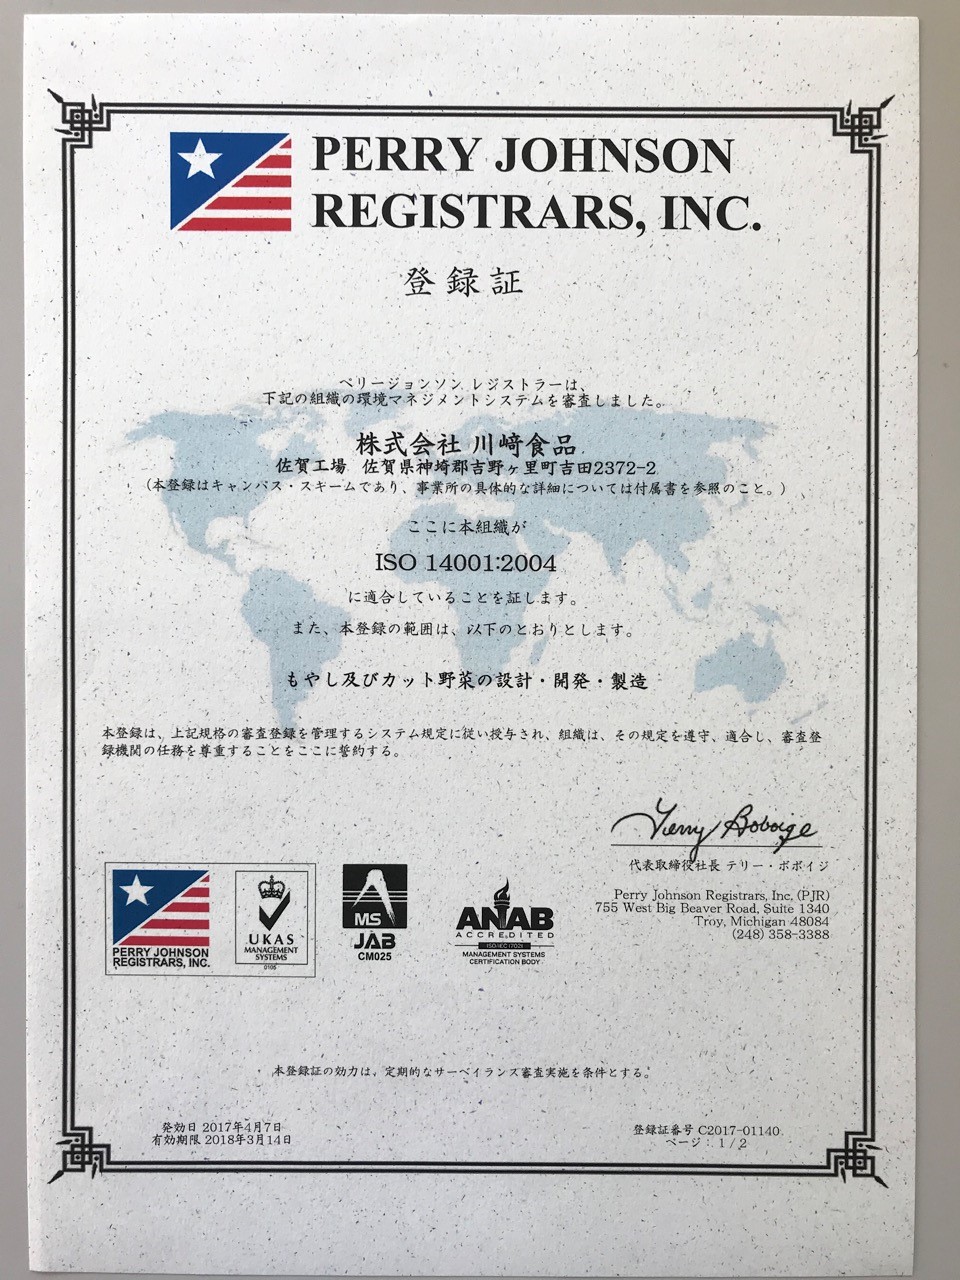 PERRY JOHNSON
REGISTRARS, INC.
登録証
ペリージョンソン レジストラーは、
下記の組織の環境マネジメントシステムを審査しました。
株式会社 川﨑食品
佐賀工場 佐賀県神埼郡吉野ヶ里町吉田2372-2
(本登録はキャンパス・スキームであり、事業所の具体的な詳細については付属書を参照のこと。)
ここに本組織が
ISO 14001:2004
に適合していることを証します。
また、本登録の範囲は、以下のとおりとします。
もやし及びカット野菜の設計・開発・製造
本登録は、上記規格の審査登録を管理するシステム規定に従い授与され、組織は、その規定を遵守、適合し、審査登
録機関の任務を尊重することをここに誓約する。
Terry Boboige
代表取締役社長 テリー・ボボイジ
Perry Johnson Registrars, Inc. (PJR)
755 West Big Beaver Road, Suite 1340
Troy, Michigan 48084
(248) 358-3388
PERRY JOHNSON
REGISTRARS, INC.
UKAS
MANAGEMENT
SYSTEMS
0105
MS
JAB
CM025
ANAB
ACCREDITED
ISO/IEC 17021
MANAGEMENT SYSTEMS
CERTIFICATION BODY
本登録証の効力は、定期的なサーベイランス審査実施を条件とする。
発効日 2017年4月7日
有効期限 2018年3月14日
登録証番号 C2017-01140
ページ: 1 / 2